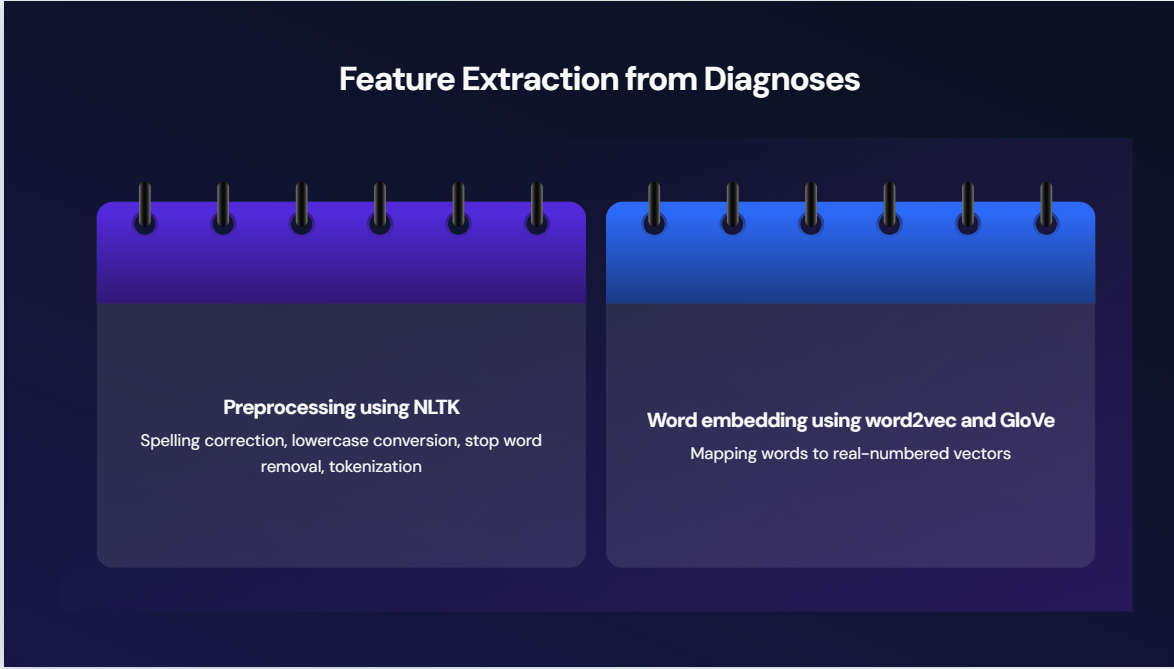 Feature Extraction from Diagnoses
Preprocessing using NLTK
Spelling correction, lowercase conversion, stop word
removal, tokenization
Word embedding using word2vec and GloVe
Mapping words to real-numbered vectors